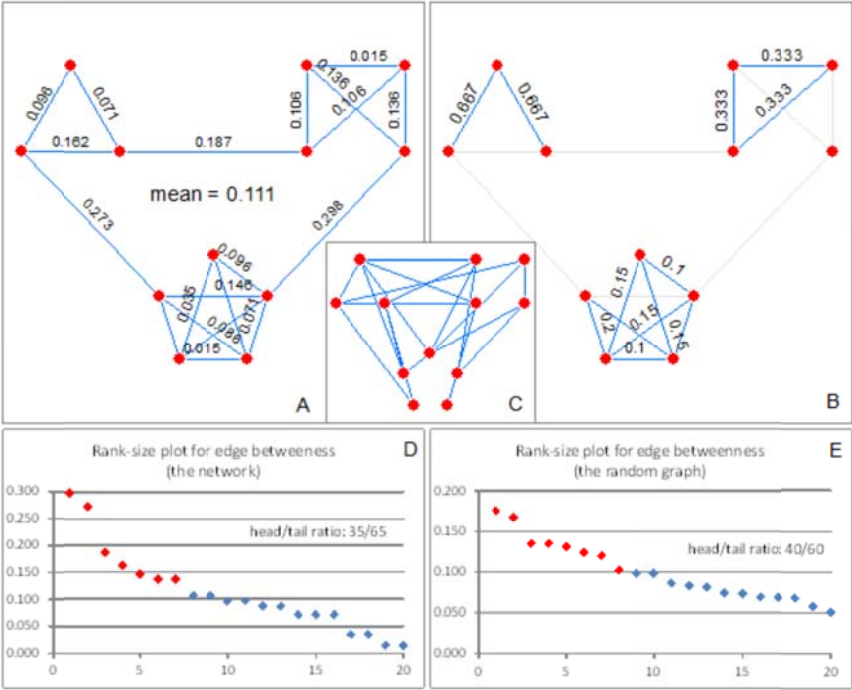 0.096
0.071
0.162
0.187
0.015
0.136
0.106
0.106
0.136
mean = 0.111
0.273
0.298
0.096
0.146
0.035
0.071
0.086
0.015
A
0.667
0.667
0.333
0.333
0.333
0.1
0.15
0.15
0.2
0.15
0.1
B
C
Rank-size plot for edge betweeness
(the network)
D
head/tail ratio: 35/65
0.300
0.250
0.200
0.150
0.100
0.050
0.000
0 5 10 15 20
Rank-size plot for edge betweenness
(the random graph)
E
head/tail ratio: 40/60
0.200
0.150
0.100
0.050
0.000
0 5 10 15 20